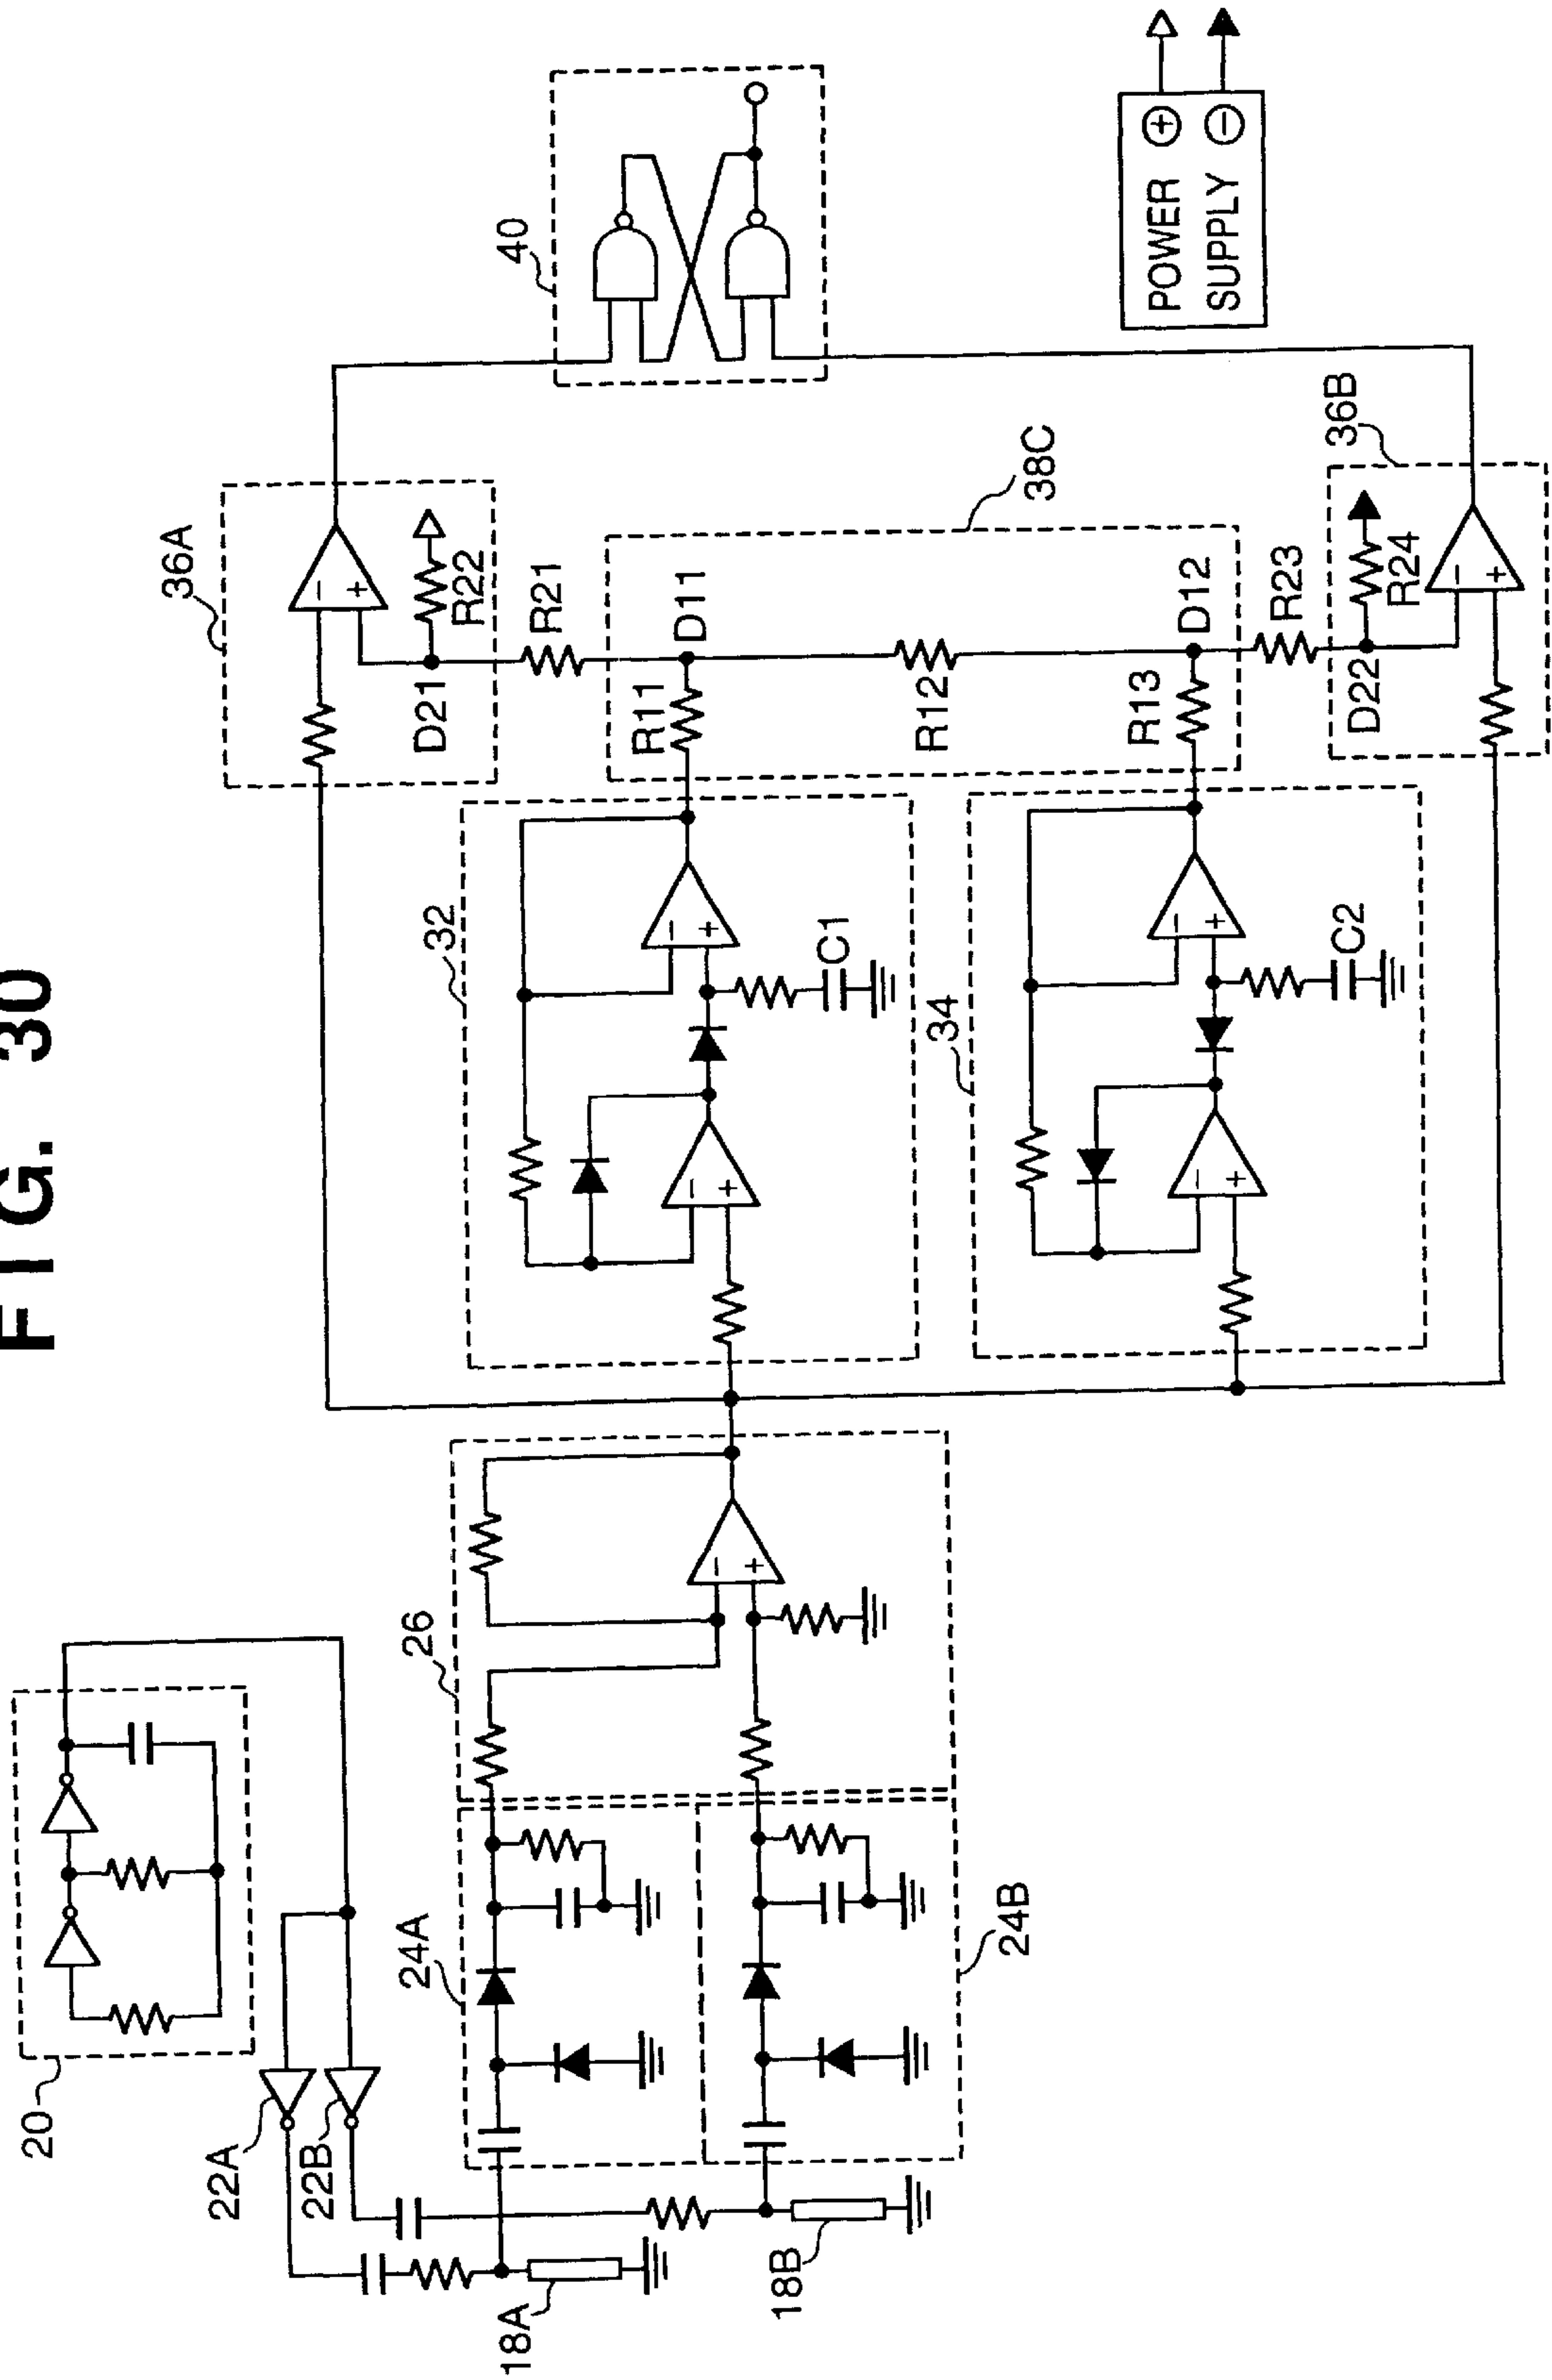 FIG. 30
20
22A
22B
18A
18B
24A
24B
26
32
C1
34
C2
36A
D21
R22
R21
R11
D11
R12
38C
R13
D12
R23
D22
R24
36B
40
POWER ⊕
SUPPLY ⊖
- +
- +
- +
- +
- +
- +
- +